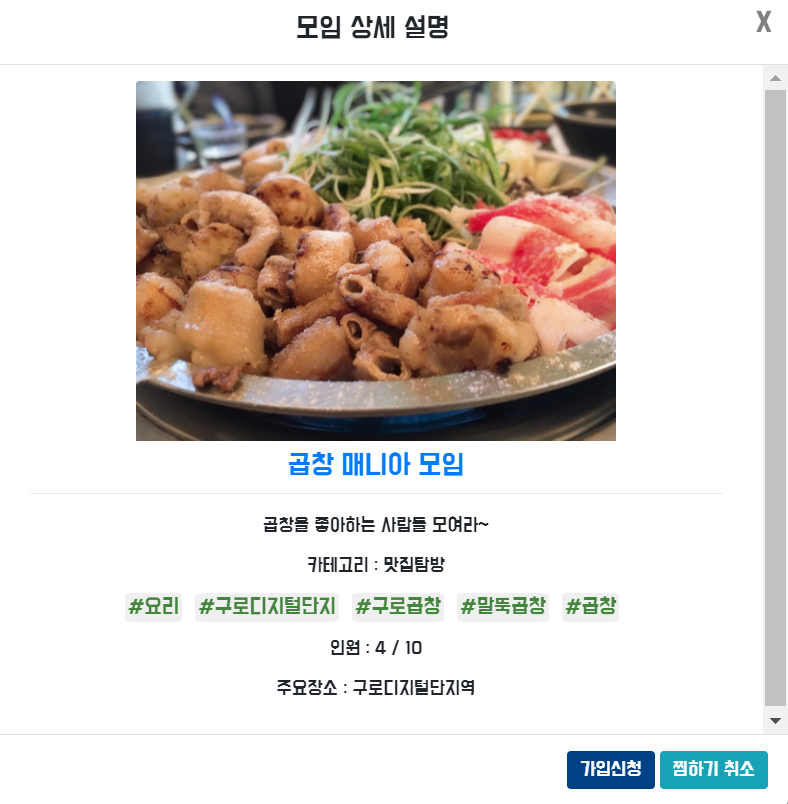 모임 상세 설명
X
곱창 매니아 모임
곱창을 좋아하는 사람들 모여라~
카테고리 : 맛집탐방
#요리 #구로디지털단지 #구로곱창 #말뚝곱창 #곱창
인원 : 4 / 10
주요장소 : 구로디지털단지역
가입신청 찜하기 취소